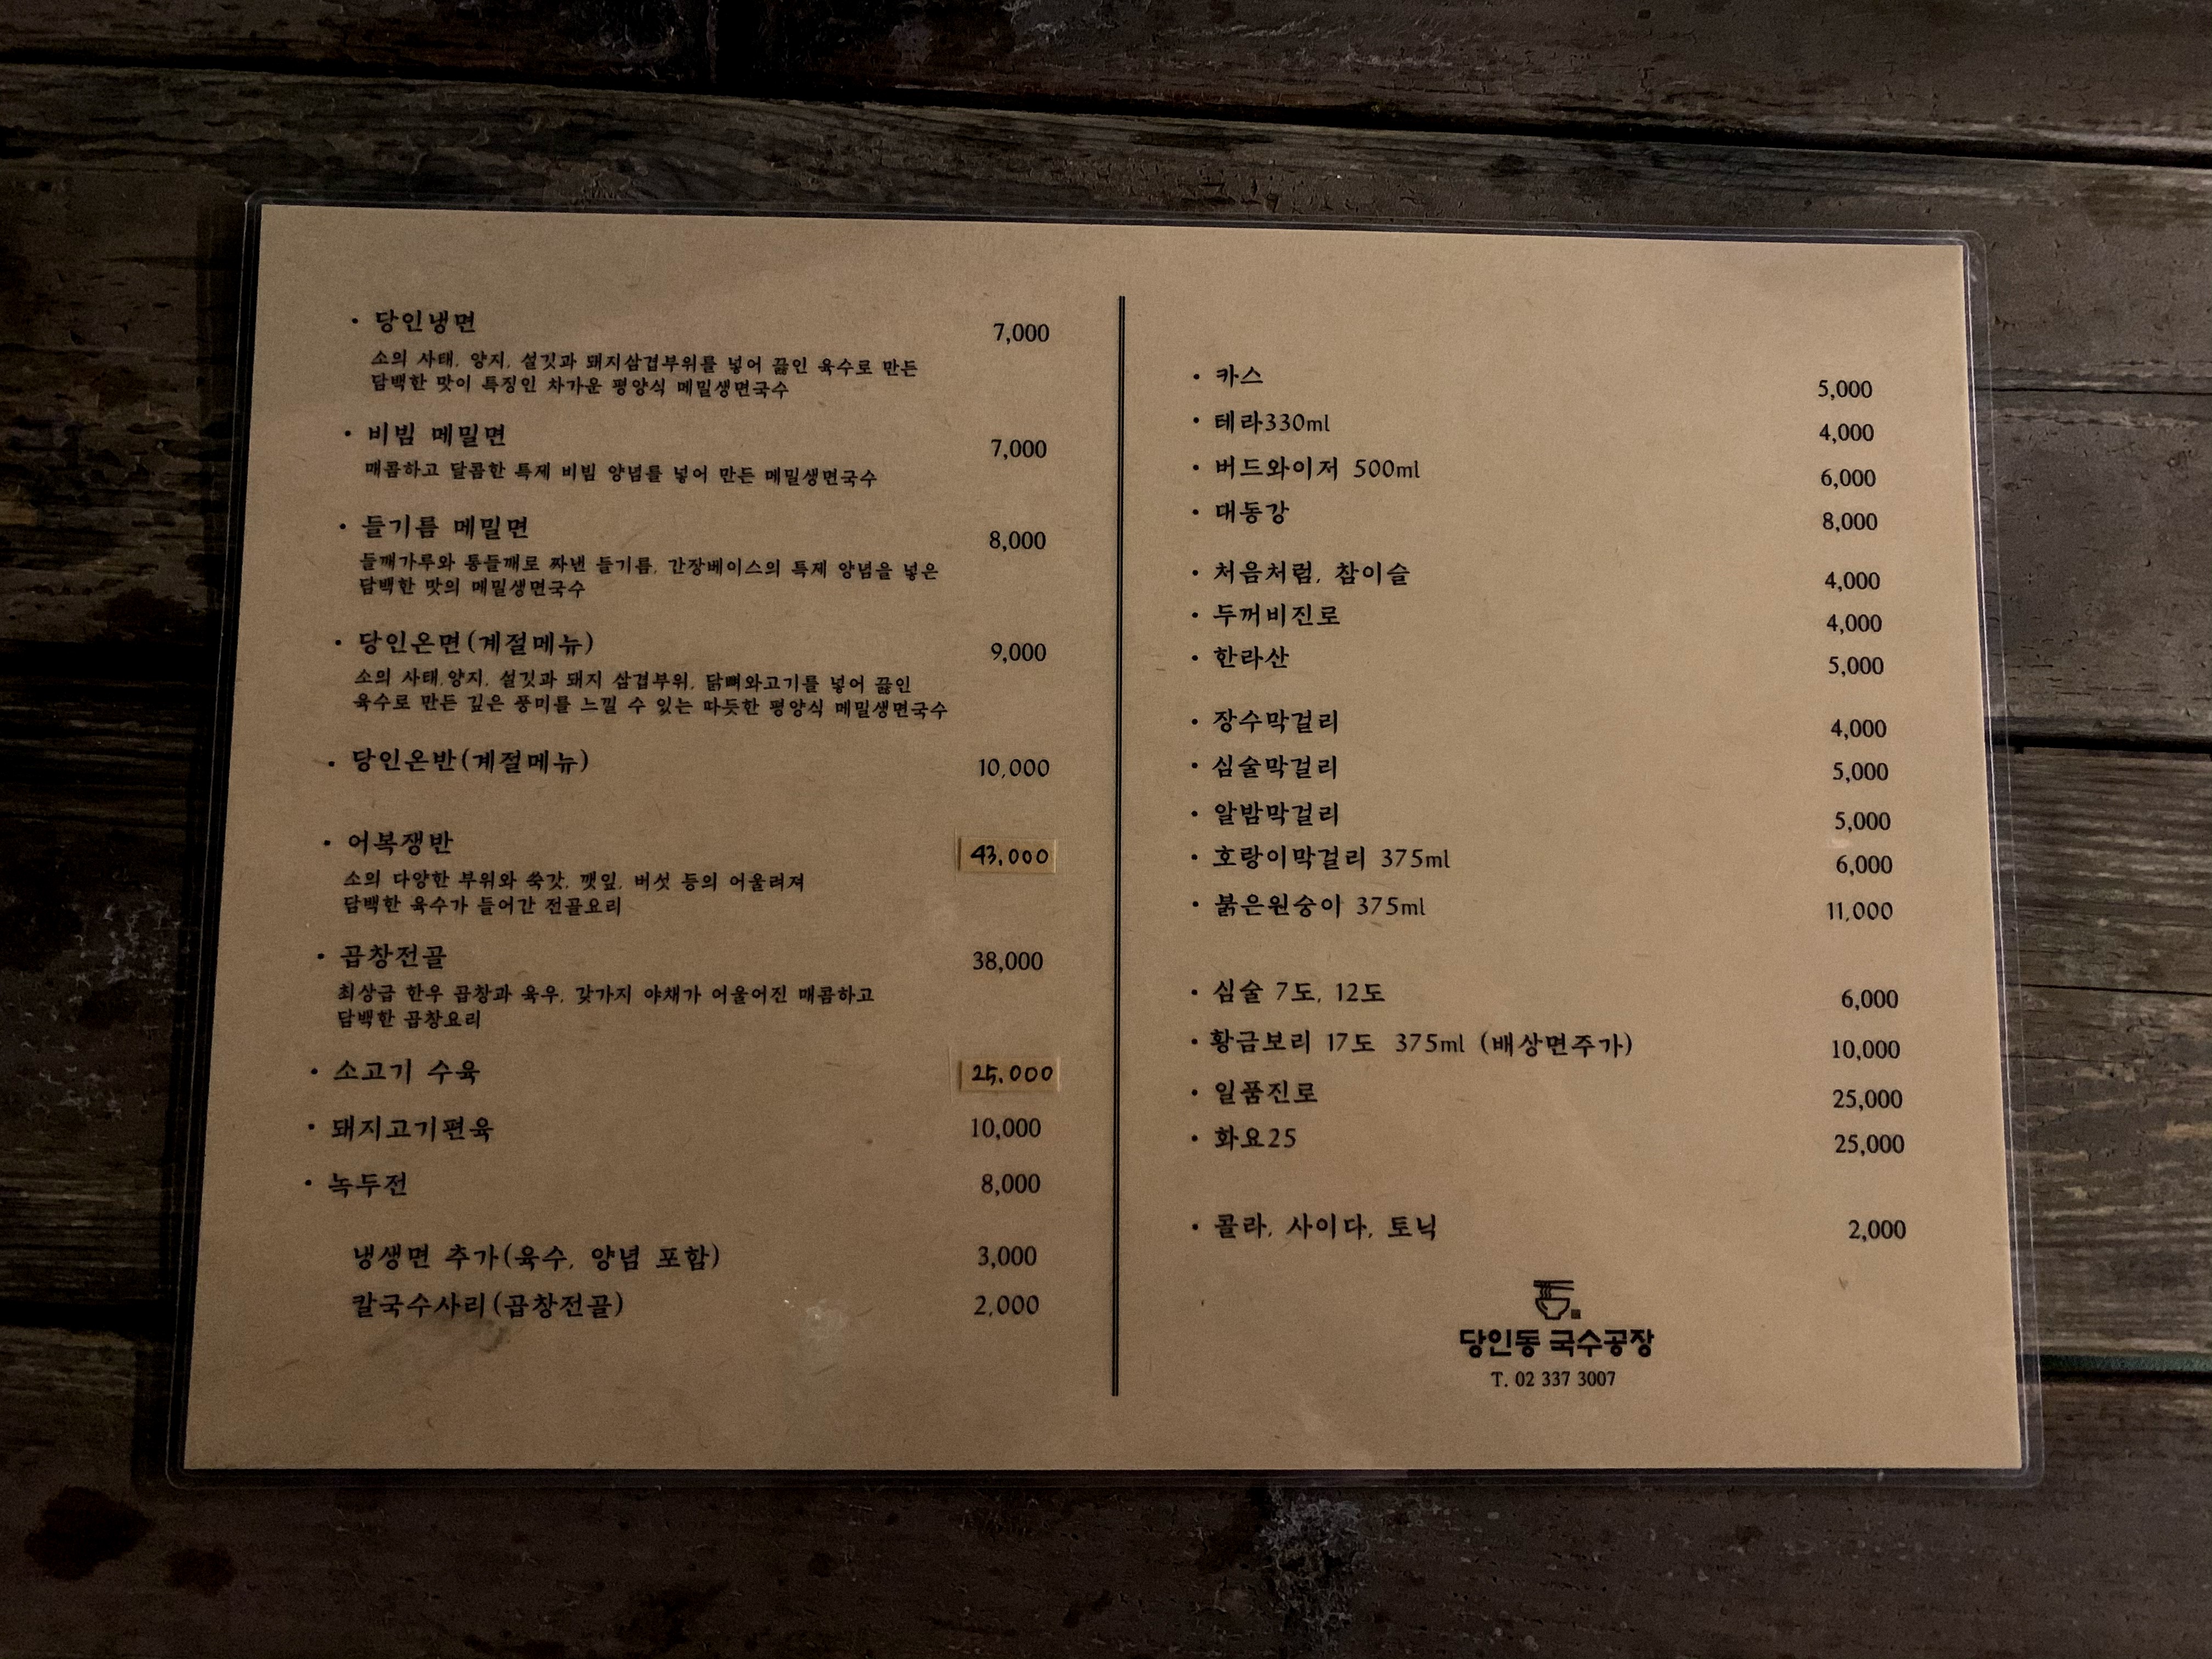 · 당인냉면 7,000
소의 사태, 양지, 설깃과 돼지삼겹부위를 넣어 끓인 육수로 만든
담백한 맛이 특징인 차가운 평양식 메밀생면국수
· 비빔 메밀면 7,000
매콤하고 달콤한 특제 비빔 양념를 넣어 만든 메밀생면국수
· 들기름 메밀면 8,000
들깨가루와 통들깨로 짜낸 들기름, 간장베이스의 특제 양념을 넣은
담백한 맛의 메밀생면국수
· 당인온면(계절메뉴) 9,000
소의 사태,양지, 설깃과 돼지 삼겹부위, 닭뼈와고기를 넣어 끓인
육수로 만든 깊은 풍미를 느낄 수 있는 따듯한 평양식 메밀생면국수
· 당인온반(계절메뉴) 10,000
· 어복쟁반 43,000
소의 다양한 부위와 쑥갓, 깻잎, 버섯 등의 어울려져
담백한 육수가 들어간 전골요리
· 곱창전골 38,000
최상급 한우 곱창과 육우, 갖가지 야채가 어울어진 매콤하고
담백한 곱창요리
· 소고기 수육 25,000
· 돼지고기편육 10,000
· 녹두전 8,000
냉생면 추가(육수, 양념 포함) 3,000
칼국수사리(곱창전골) 2,000
· 카스 5,000
· 테라330ml 4,000
· 버드와이저 500ml 6,000
· 대동강 8,000
· 처음처럼, 참이슬 4,000
· 두꺼비진로 4,000
· 한라산 5,000
· 장수막걸리 4,000
· 심술막걸리 5,000
· 알밤막걸리 5,000
· 호랑이막걸리 375ml 6,000
· 붉은원숭아 375ml 11,000
· 심술 7도, 12도 6,000
· 황금보리 17도 375ml (배상면주가) 10,000
· 일품진로 25,000
· 화요25 25,000
· 콜라, 사이다, 토닉 2,000
당인동 국수공장
T. 02 337 3007